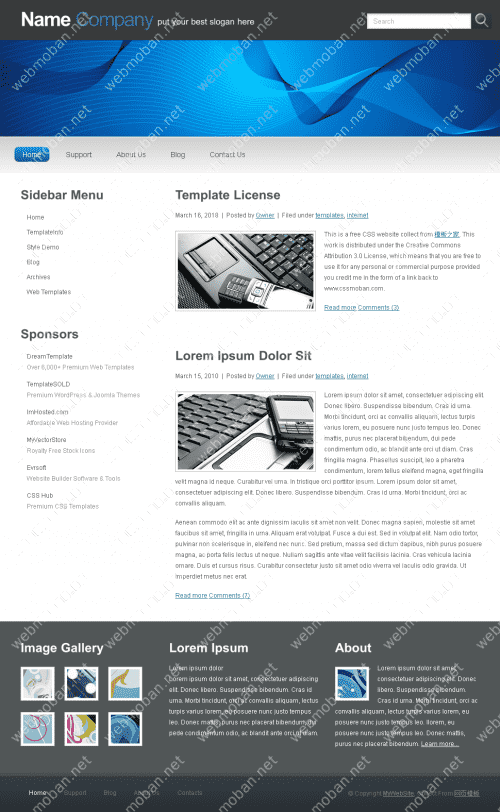 Name Company put your best slogan here
Search
Home Support About Us Blog Contact Us
Sidebar Menu
Home
TemplateInfo
Style Demo
Blog
Archives
Web Templates
Sponsors
DreamTemplate
Over 6,000+ Premium Web Templates
TemplateSOLD
Premium WordPress & Joomla Themes
ImHosted.com
Affordable Web Hosting Provider
MyVectorStore
Royalty Free Stock Icons
Evrsoft
Website Builder Software & Tools
CSS Hub
Premium CSS Templates
Template License
March 16, 2018 | Posted by Owner | Filed under templates, internet
This is a free CSS website collect from 模板之家. This
work is distributed under the Creative Commons
Attribution 3.0 License, which means that you are free to
use it for any personal or commercial purpose provided
you credit me in the form of a link back to
www.cssmoban.com.
Read more Comments (3)
Lorem Ipsum Dolor Sit
March 15, 2010 | Posted by Owner | Filed under templates, internet
Lorem ipsum dolor sit amet, consectetuer adipiscing elit.
Donec libero. Suspendisse bibendum. Cras id urna.
Morbi tincidunt, orci ac convallis aliquam, lectus turpis
varius lorem, eu posuere nunc justo tempus leo. Donec
mattis, purus nec placerat bibendum, dui pede
condimentum odio, ac blandit ante orci ut diam. Cras
fringilla magna. Phasellus suscipit, leo a pharetra
condimentum, lorem tellus eleifend magna, eget fringilla
velit magna id neque. Curabitur vel urna. In tristique orci porttitor ipsum. Lorem ipsum dolor sit amet,
consectetuer adipiscing elit. Donec libero. Suspendisse bibendum. Cras id urna. Morbi tincidunt, orci ac
convallis aliquam.
Aenean commodo elit ac ante dignissim iaculis sit amet non velit. Donec magna sapien, molestie sit amet
faucibus sit amet, fringilla in urna. Aliquam erat volutpat. Fusce a dui est. Sed in volutpat elit. Nam odio tortor,
pulvinar non scelerisque in, eleifend nec nunc. Sed pretium, massa sed dictum dapibus, nibh purus posuere
magna, ac porta felis lectus ut neque. Nullam sagittis ante vitae velit facilisis lacinia. Cras vehicula lacinia
ornare. Duis et cursus risus. Curabitur consectetur justo sit amet odio viverra vel iaculis odio gravida. Ut
imperdiet metus nec erat.
Read more Comments (7)
Image Gallery
Lorem Ipsum
Lorem ipsum dolor
Lorem ipsum dolor sit amet, consectetuer adipiscing
elit. Donec libero. Suspendisse bibendum. Cras id
urna. Morbi tincidunt, orci ac convallis aliquam, lectus
turpis varius lorem, eu posuere nunc justo tempus
leo. Donec mattis, purus nec placerat bibendum, dui
pede condimentum odio, ac blandit ante orci ut diam.
About
Lorem ipsum dolor sit amet,
consectetuer adipiscing elit. Donec
libero. Suspendisse bibendum.
Cras id urna. Morbi tincidunt, orci ac
convallis aliquam, lectus varius lorem, eu
posuere nunc justo tempus leo. llorem, eu
posuere nunc justo tempus leo. Donec mattis,
purus nec placerat bibendum. Learn more...
Home Support Blog About Us Contacts
© Copyright MyWebSite. From 网页模板
webmoban.net